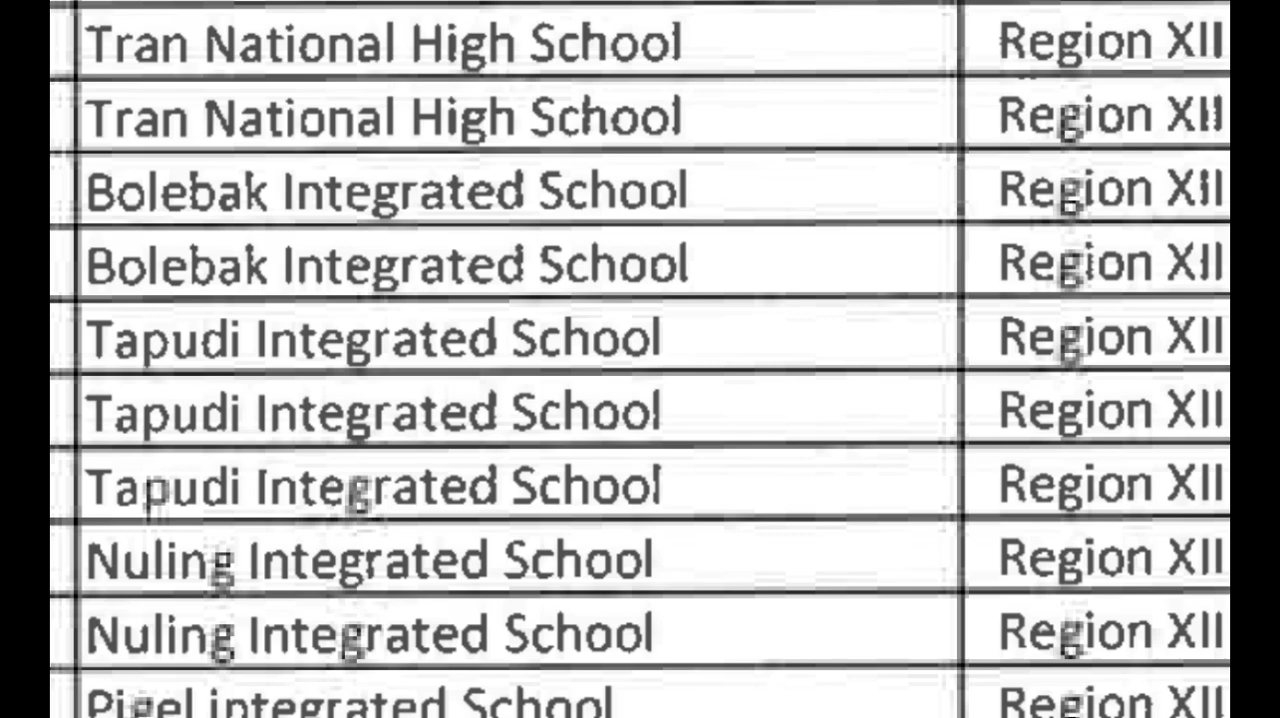 Tran National High School Region XII
Tran National High School Region XII
Bolebak Integrated School Region XII
Bolebak Integrated School Region XII
Tapudi Integrated School Region XII
Tapudi Integrated School Region XII
Tapudi Integrated School Region XII
Nuling Integrated School Region XII
Nuling Integrated School Region XII
Pigel integrated School Region XII